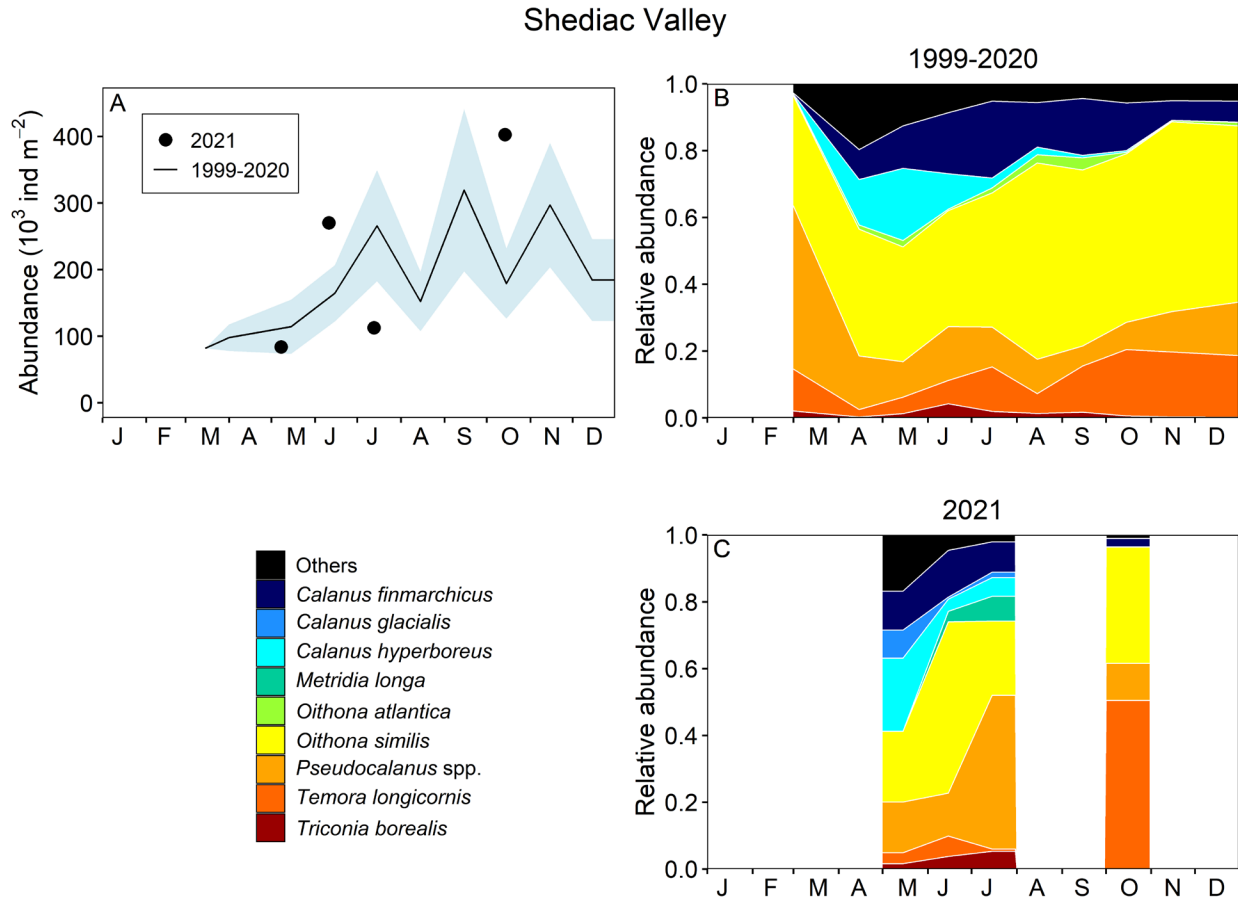 Shediac Valley
A
2021
1999-2020
Abundance (10³ ind m⁻²)
400
300
200
100
0
J F M A M J J A S O N D
1999-2020
B
Relative abundance
1.0
0.8
0.6
0.4
0.2
0.0
J F M A M J J A S O N D
Others
Calanus finmarchicus
Calanus glacialis
Calanus hyperboreus
Metridia longa
Oithona atlantica
Oithona similis
Pseudocalanus spp.
Temora longicornis
Triconia borealis
2021
C
Relative abundance
1.0
0.8
0.6
0.4
0.2
0.0
J F M A M J J A S O N D